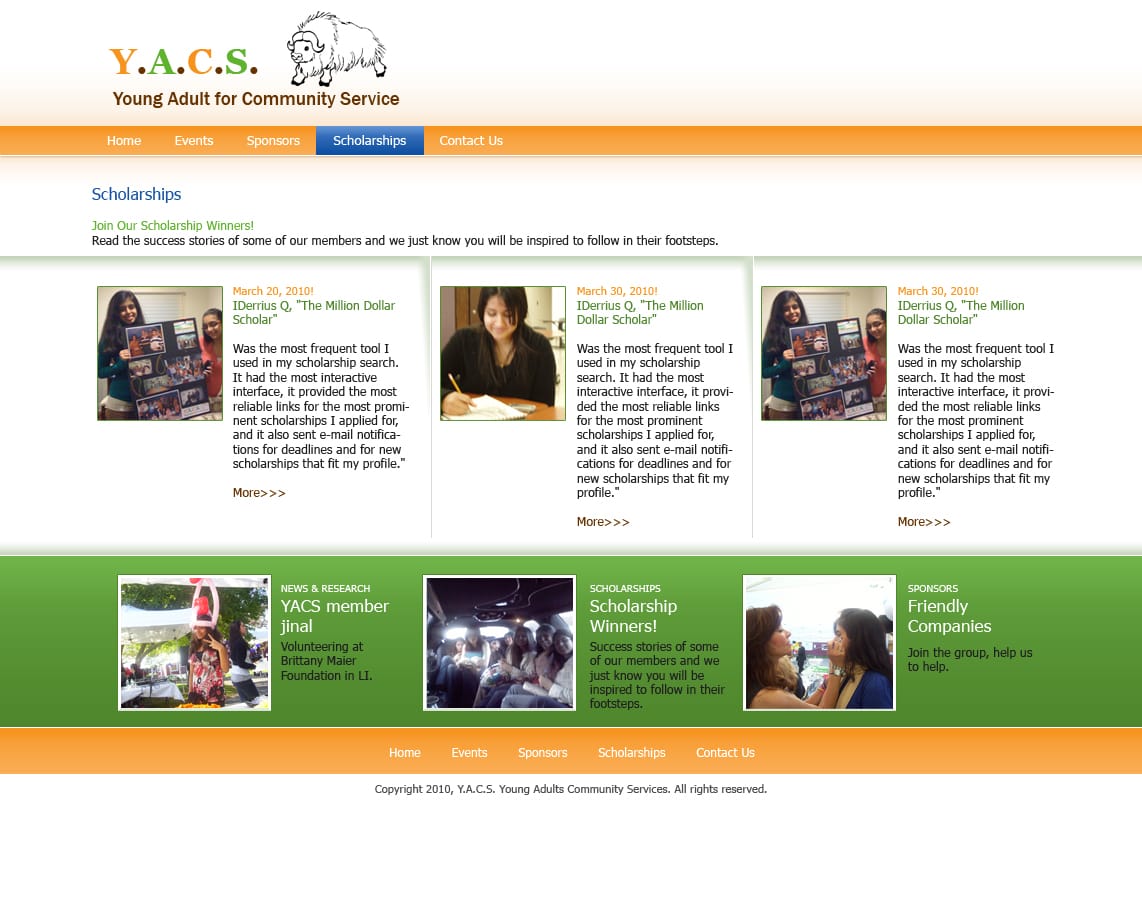 Y.A.C.S.
Young Adult for Community Service
Home Events Sponsors Scholarships Contact Us
Scholarships
Join Our Scholarship Winners!
Read the success stories of some of our members and we just know you will be inspired to follow in their footsteps.
March 20, 2010!
IDerrius Q, "The Million Dollar
Scholar"
Was the most frequent tool I
used in my scholarship search.
It had the most interactive
interface, it provided the most
reliable links for the most promi-
nent scholarships I applied for,
and it also sent e-mail notifica-
tions for deadlines and for new
scholarships that fit my profile."
More>>>
March 30, 2010!
IDerrius Q, "The Million
Dollar Scholar"
Was the most frequent tool I
used in my scholarship
search. It had the most
interactive interface, it provi-
ded the most reliable links
for the most prominent
scholarships I applied for,
and it also sent e-mail notifi-
cations for deadlines and for
new scholarships that fit my
profile."
More>>>
March 30, 2010!
IDerrius Q, "The Million
Dollar Scholar"
Was the most frequent tool I
used in my scholarship
search. It had the most
interactive interface, it provi-
ded the most reliable links
for the most prominent
scholarships I applied for,
and it also sent e-mail notifi-
cations for deadlines and for
new scholarships that fit my
profile."
More>>>
NEWS & RESEARCH
YACS member
jinal
Volunteering at
Brittany Maier
Foundation in LI.
SCHOLARSHIPS
Scholarship
Winners!
Success stories of some
of our members and we
just know you will be
inspired to follow in their
footsteps.
SPONSORS
Friendly
Companies
Join the group, help us
to help.
Home Events Sponsors Scholarships Contact Us
Copyright 2010, Y.A.C.S. Young Adults Community Services. All rights reserved.